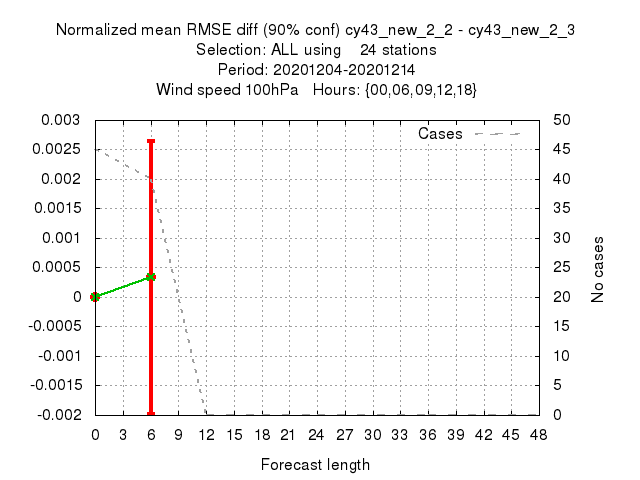 Normalized mean RMSE diff (90% conf) cy43_new_2_2 - cy43_new_2_3
Selection: ALL using    24 stations
Period: 20201204-20201214
Wind speed 100hPa   Hours: {00,06,09,12,18}
Cases
0.003
0.0025
0.002
0.0015
0.001
0.0005
0
-0.0005
-0.001
-0.0015
-0.002
50
45
40
35
30
25
20
15
10
5
0
No cases
0 3 6 9 12 15 18 21 24 27 30 33 36 39 42 45 48
Forecast length